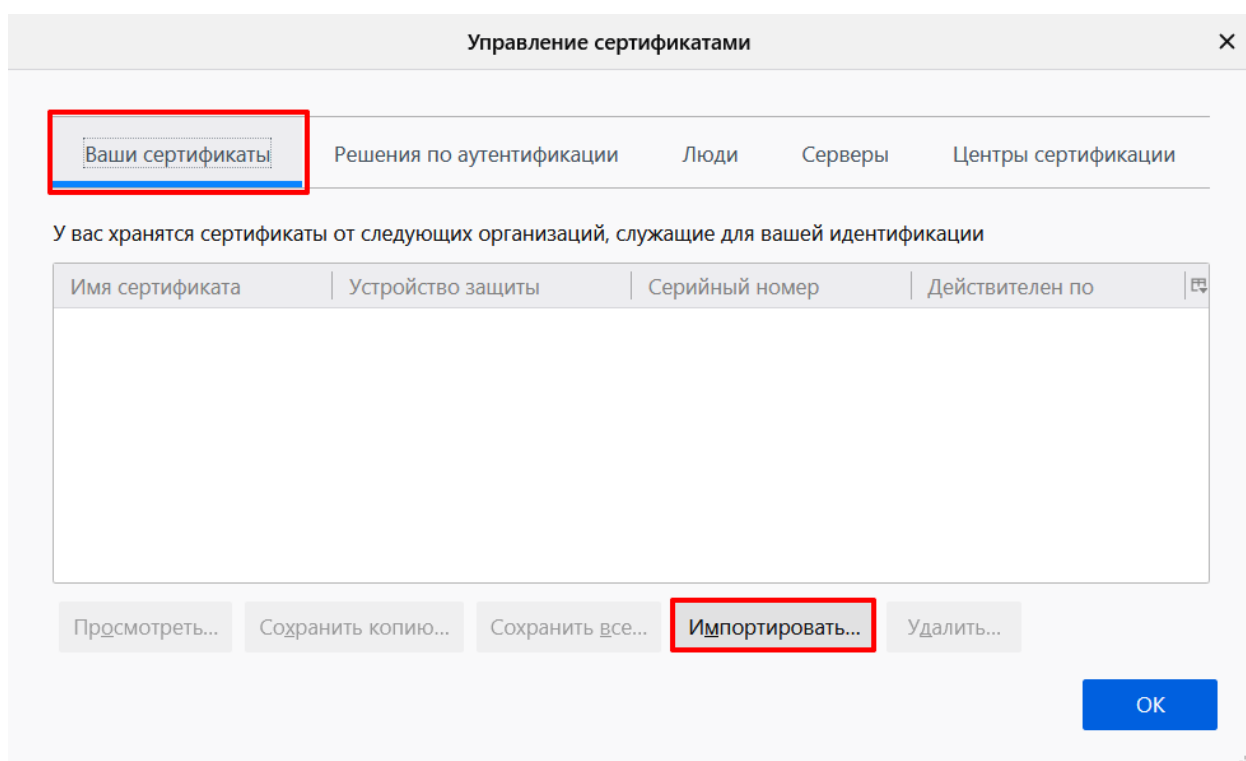 Управление сертификатами
Ваши сертификаты Решения по аутентификации Люди Серверы Центры сертификации
У вас хранятся сертификаты от следующих организаций, служащие для вашей идентификации
Имя сертификата Устройство защиты Серийный номер Действителен по
Просмотреть... Сохранить копию... Сохранить все... Импортировать... Удалить...
ОК